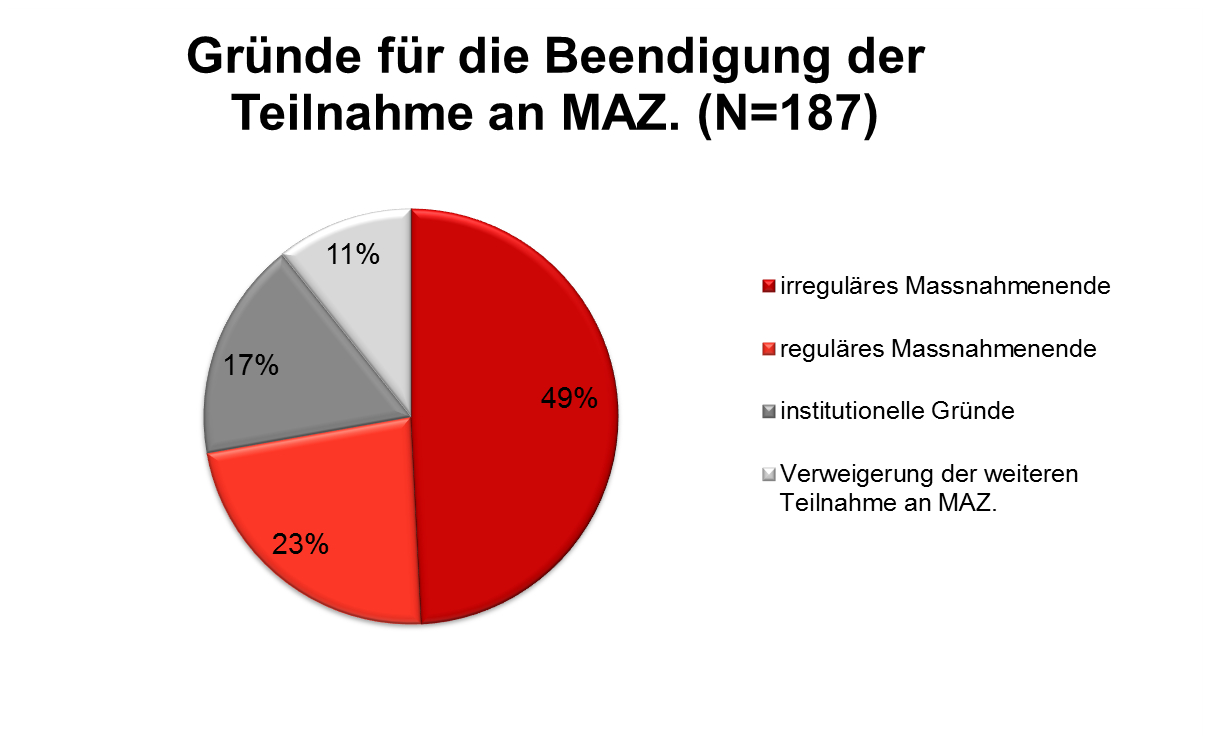 Gründe für die Beendigung der
Teilnahme an MAZ. (N=187)
11%
17%
49%
23%
irreguläres Massnahmenende
reguläres Massnahmenende
institutionelle Gründe
Verweigerung der weiteren
Teilnahme an MAZ.